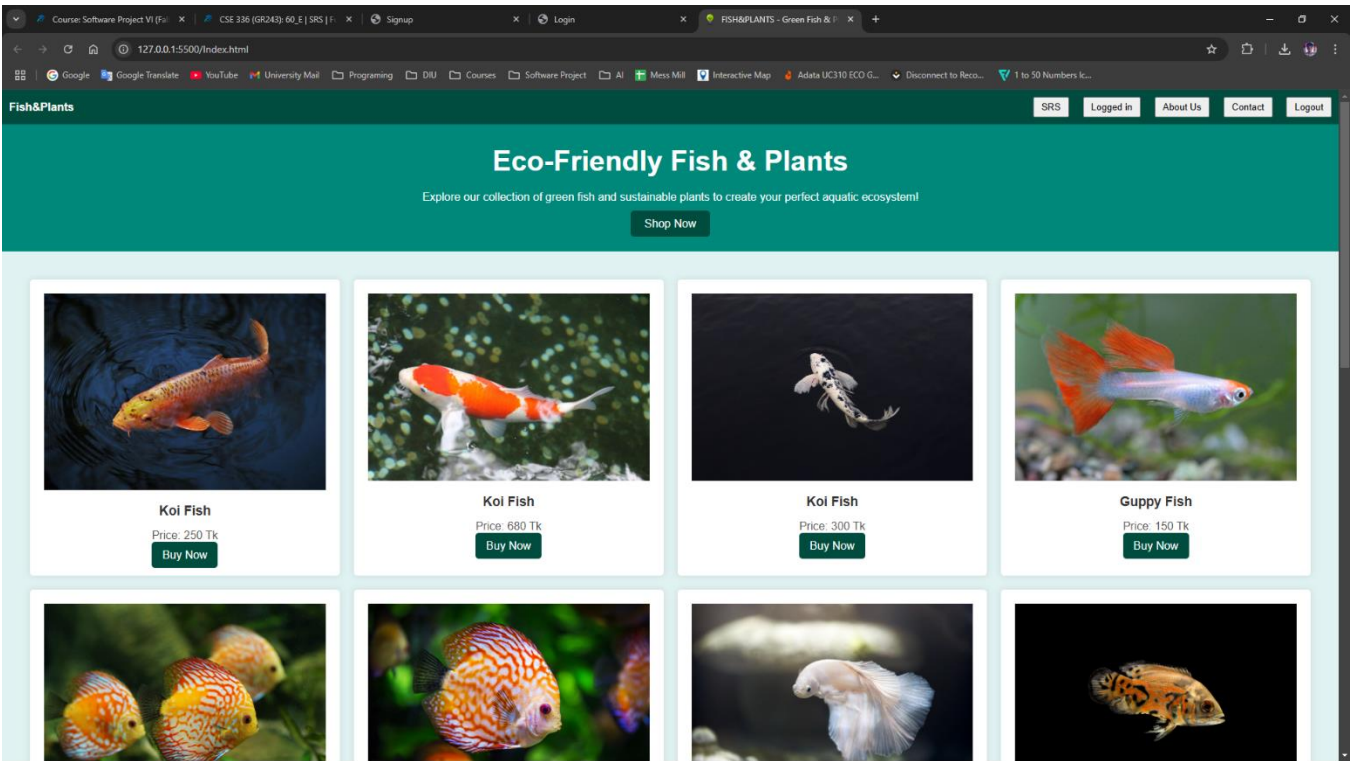 Course: Software Project VI (Fal
CSE 336 (GR243): 60_E | SRS | F
Signup
Login
FISH&PLANTS - Green Fish & P
127.0.0.1:5500/Index.html
Google
Google Translate
YouTube
University Mail
Programing
DIU
Courses
Software Project
AI
Mess Mill
Interactive Map
Adata UC310 ECO G...
Disconnect to Reco...
1 to 50 Numbers Ic...
Fish&Plants
SRS
Logged in
About Us
Contact
Logout
Eco-Friendly Fish & Plants
Explore our collection of green fish and sustainable plants to create your perfect aquatic ecosystem!
Shop Now
Koi Fish
Price: 250 Tk
Buy Now
Koi Fish
Price: 680 Tk
Buy Now
Koi Fish
Price: 300 Tk
Buy Now
Guppy Fish
Price: 150 Tk
Buy Now